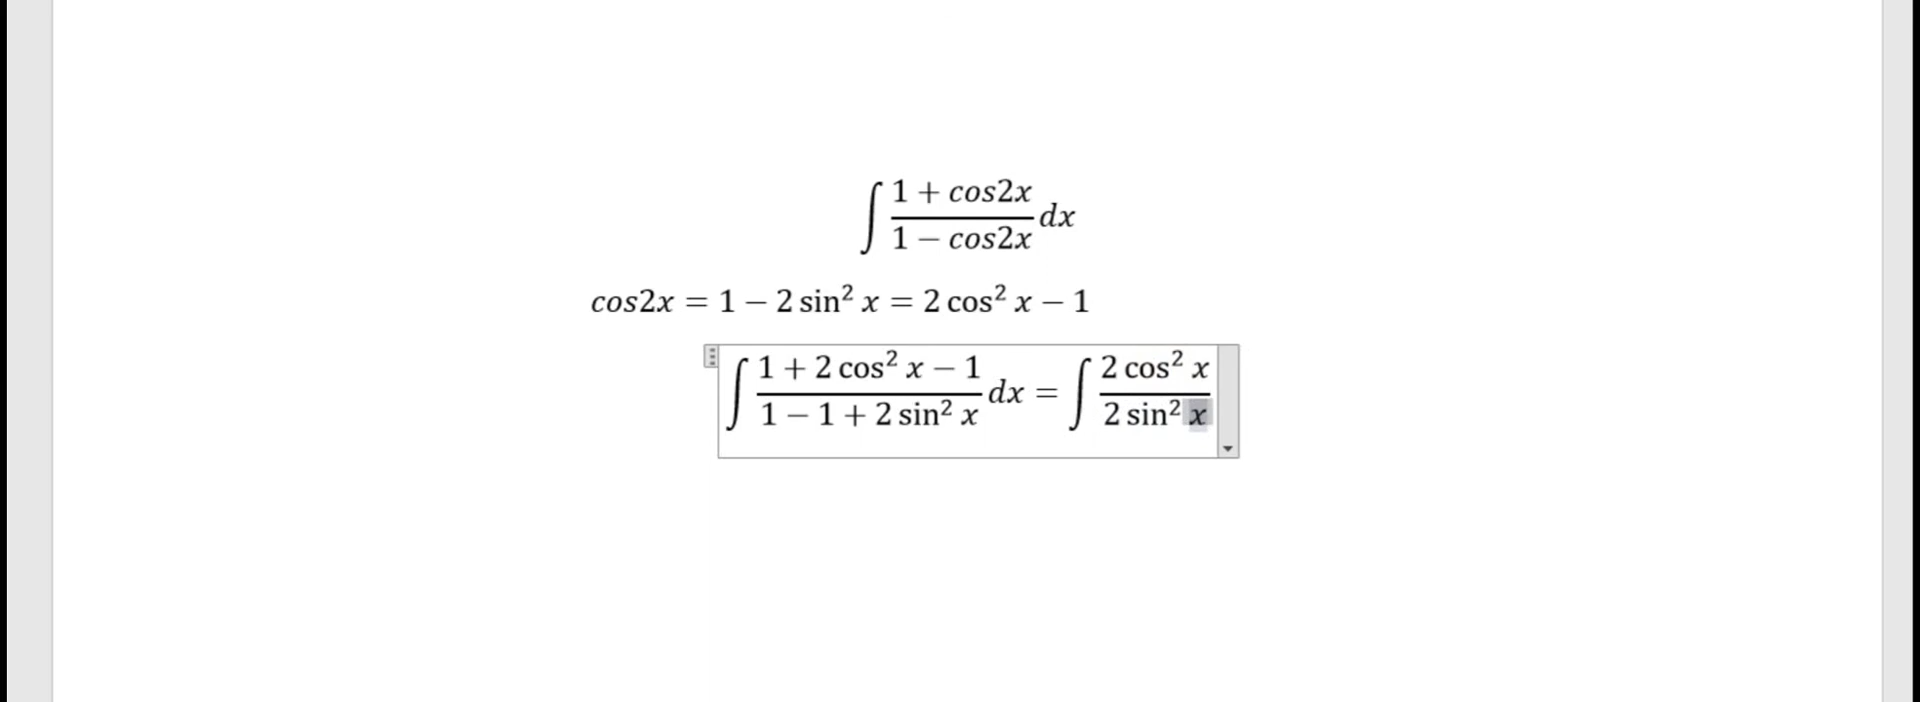 ∫ (1 + cos2x)/(1 − cos2x) dx
cos2x = 1 − 2 sin² x = 2 cos² x − 1
∫ (1 + 2 cos² x − 1)/(1 − 1 + 2 sin² x) dx = ∫ (2 cos² x)/(2 sin² x)